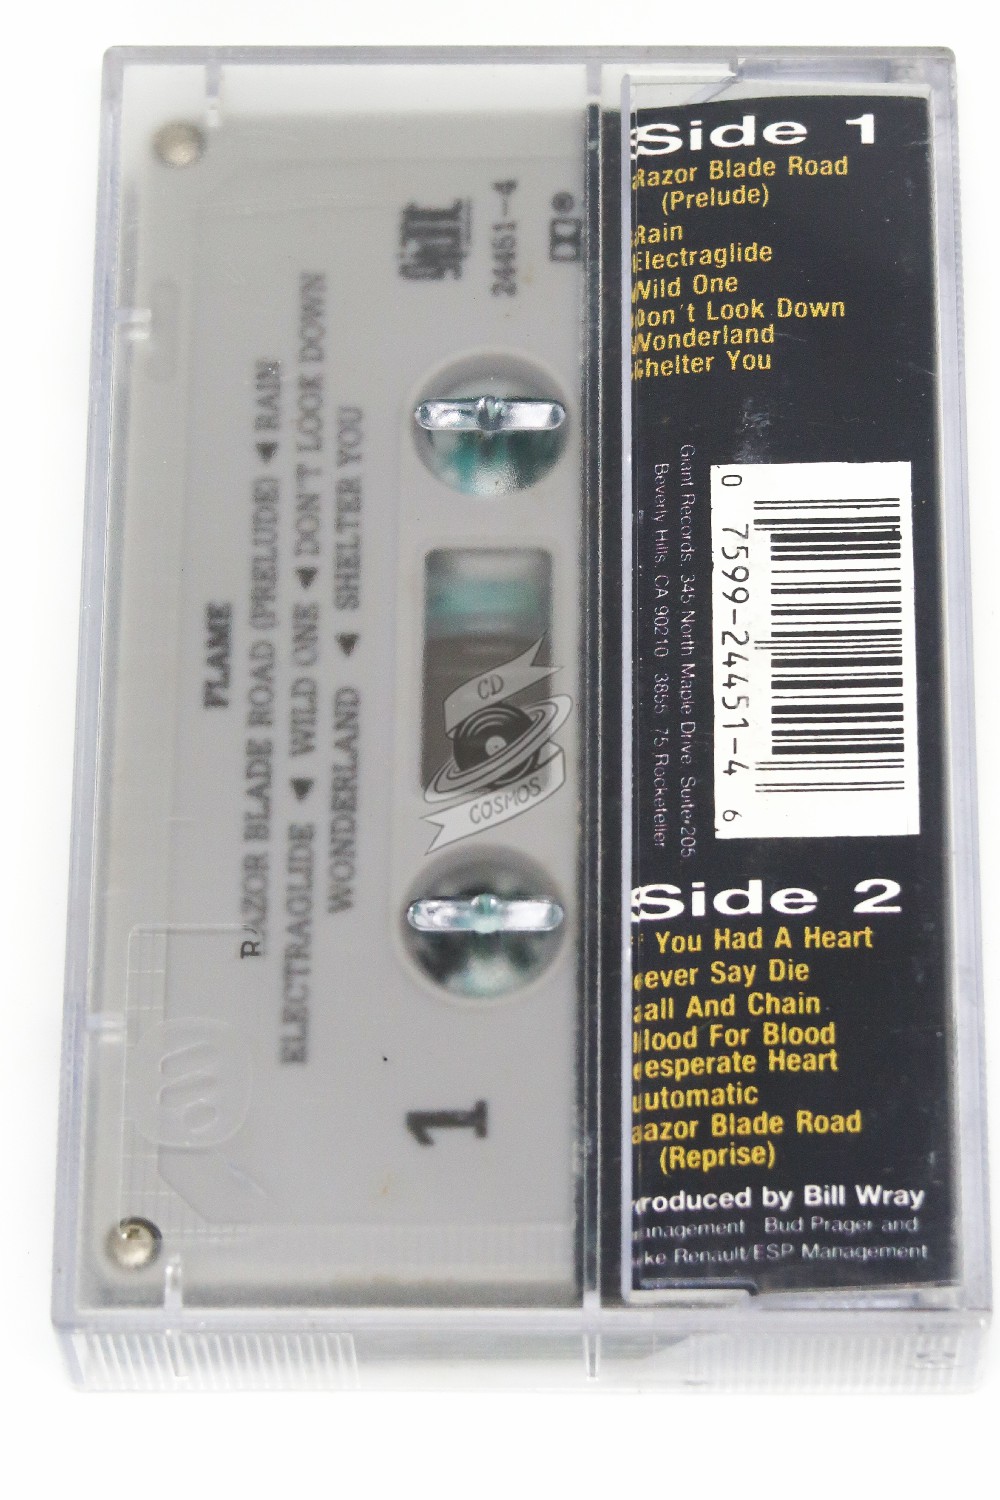 FLAME
RAZOR BLADE ROAD (PRELUDE) ◀ RAIN
ELECTRAGLIDE ◀ WILD ONE ◀ DON'T LOOK DOWN
WONDERLAND ◀ SHELTER YOU
24451-4
1
CD
COSMOS
Side 1
Razor Blade Road
(Prelude)
Rain
Electraglide
Wild One
Don't Look Down
Wonderland
Shelter You
Giant Records, 345 North Maple Drive, Suite 205,
Beverly Hills, CA 90210 3855 75 Rockefeller
0 7599-24451-4 6
Side 2
f You Had A Heart
ever Say Die
all And Chain
lood For Blood
esperate Heart
utomatic
azor Blade Road
(Reprise)
roduced by Bill Wray
anagement Bud Prager and
ke Renault/ESP Management